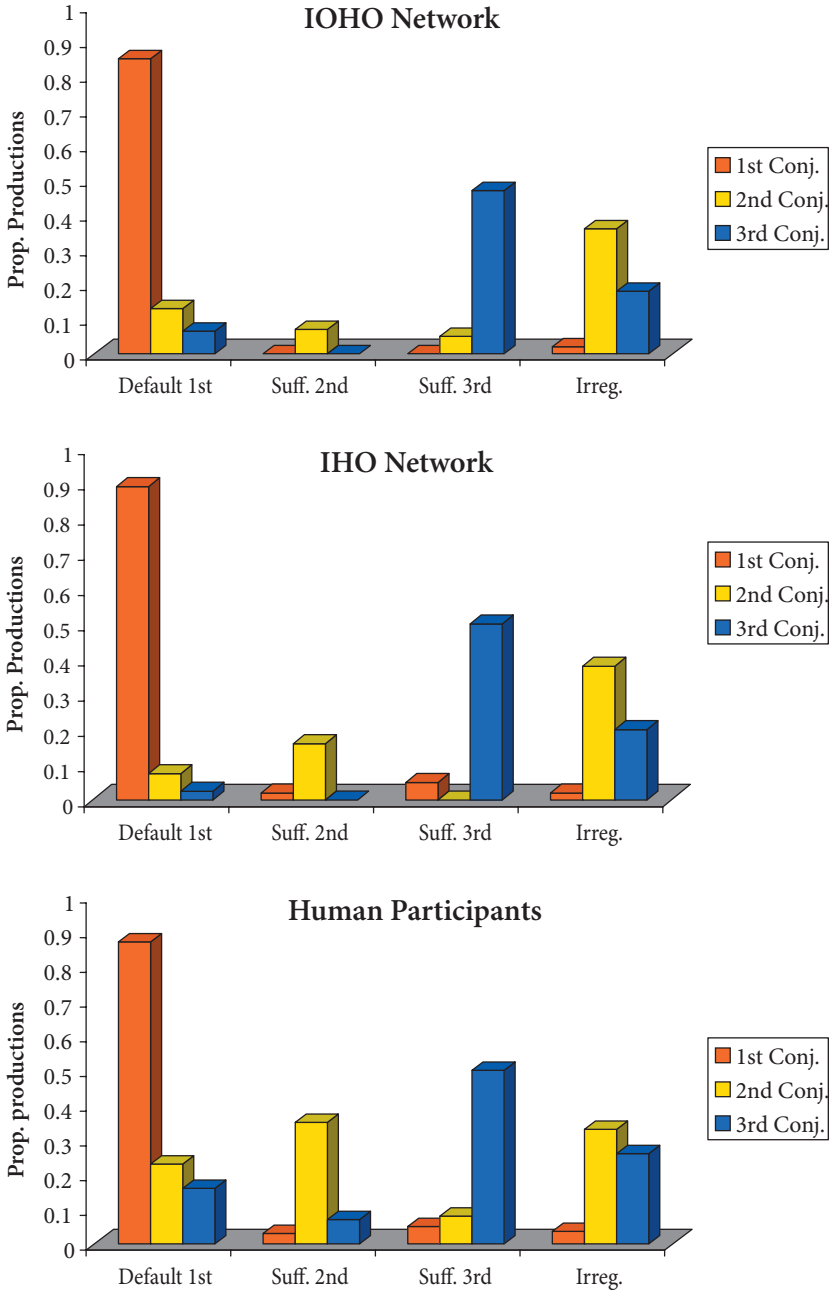 IOHO Network
1
0.9
0.8
0.7
0.6
0.5
0.4
0.3
0.2
0.1
0
Prop. Productions
Default 1st Suff. 2nd Suff. 3rd Irreg.
1st Conj.
2nd Conj.
3rd Conj.
IHO Network
1
0.9
0.8
0.7
0.6
0.5
0.4
0.3
0.2
0.1
0
Prop. Productions
Default 1st Suff. 2nd Suff. 3rd Irreg.
1st Conj.
2nd Conj.
3rd Conj.
Human Participants
1
0.9
0.8
0.7
0.6
0.5
0.4
0.3
0.2
0.1
0
Prop. productions
Default 1st Suff. 2nd Suff. 3rd Irreg.
1st Conj.
2nd Conj.
3rd Conj.